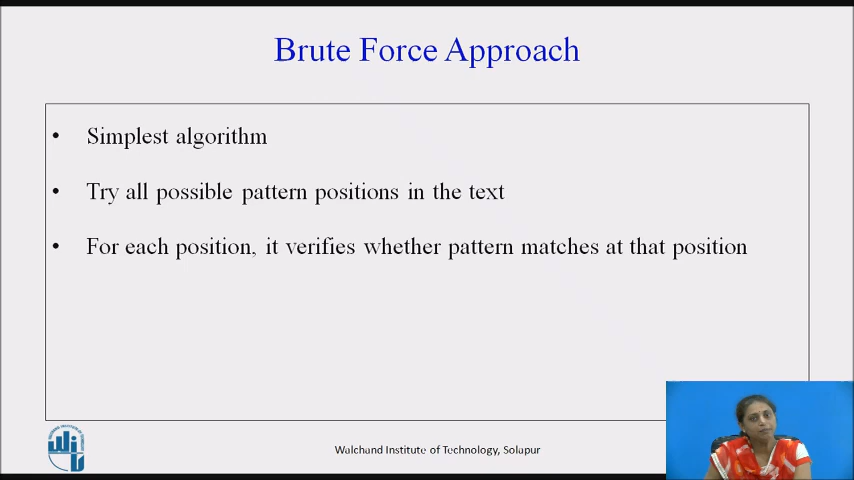 Brute Force Approach
• Simplest algorithm
• Try all possible pattern positions in the text
• For each position, it verifies whether pattern matches at that position
Walchand Institute of Technology, Solapur